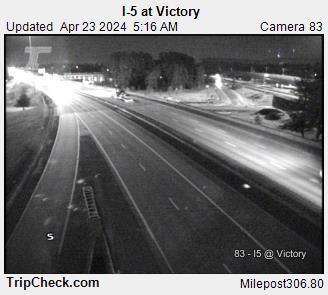 I-5 at Victory
Updated Apr 23 2024 5:16 AM Camera 83
T
S
83 - I5 @ Victory
TripCheck.com Milepost306.80